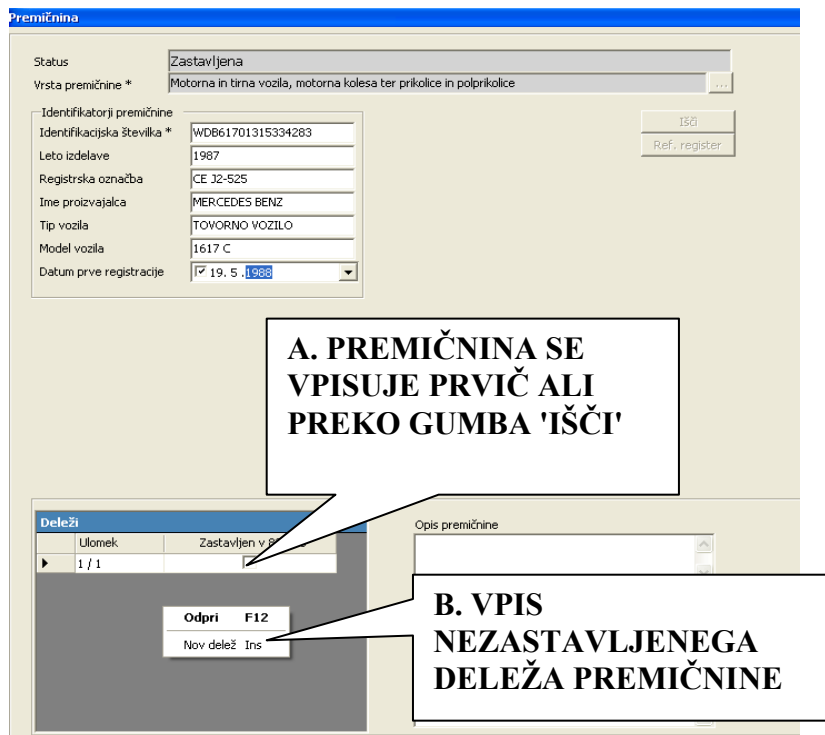 Premičnina
Status Zastavljena
Vrsta premičnine * Motorna in tirna vozila, motorna kolesa ter prikolice in polprikolice ...
Identifikatorji premičnine
Identifikacijska številka * WDB61701315334283
Leto izdelave 1987
Registrska označba CE J2-525
Ime proizvajalca MERCEDES BENZ
Tip vozila TOVORNO VOZILO
Model vozila 1617 C
Datum prve registracije 19. 5 .1988
Išči
Ref. register
A. PREMIČNINA SE
VPISUJE PRVIČ ALI
PREKO GUMBA 'IŠČI'
Deleži
Ulomek Zastavljen v
1 / 1
Odpri F12
Nov delež Ins
Opis premičnine
B. VPIS
NEZASTAVLJENEGA
DELEŽA PREMIČNINE